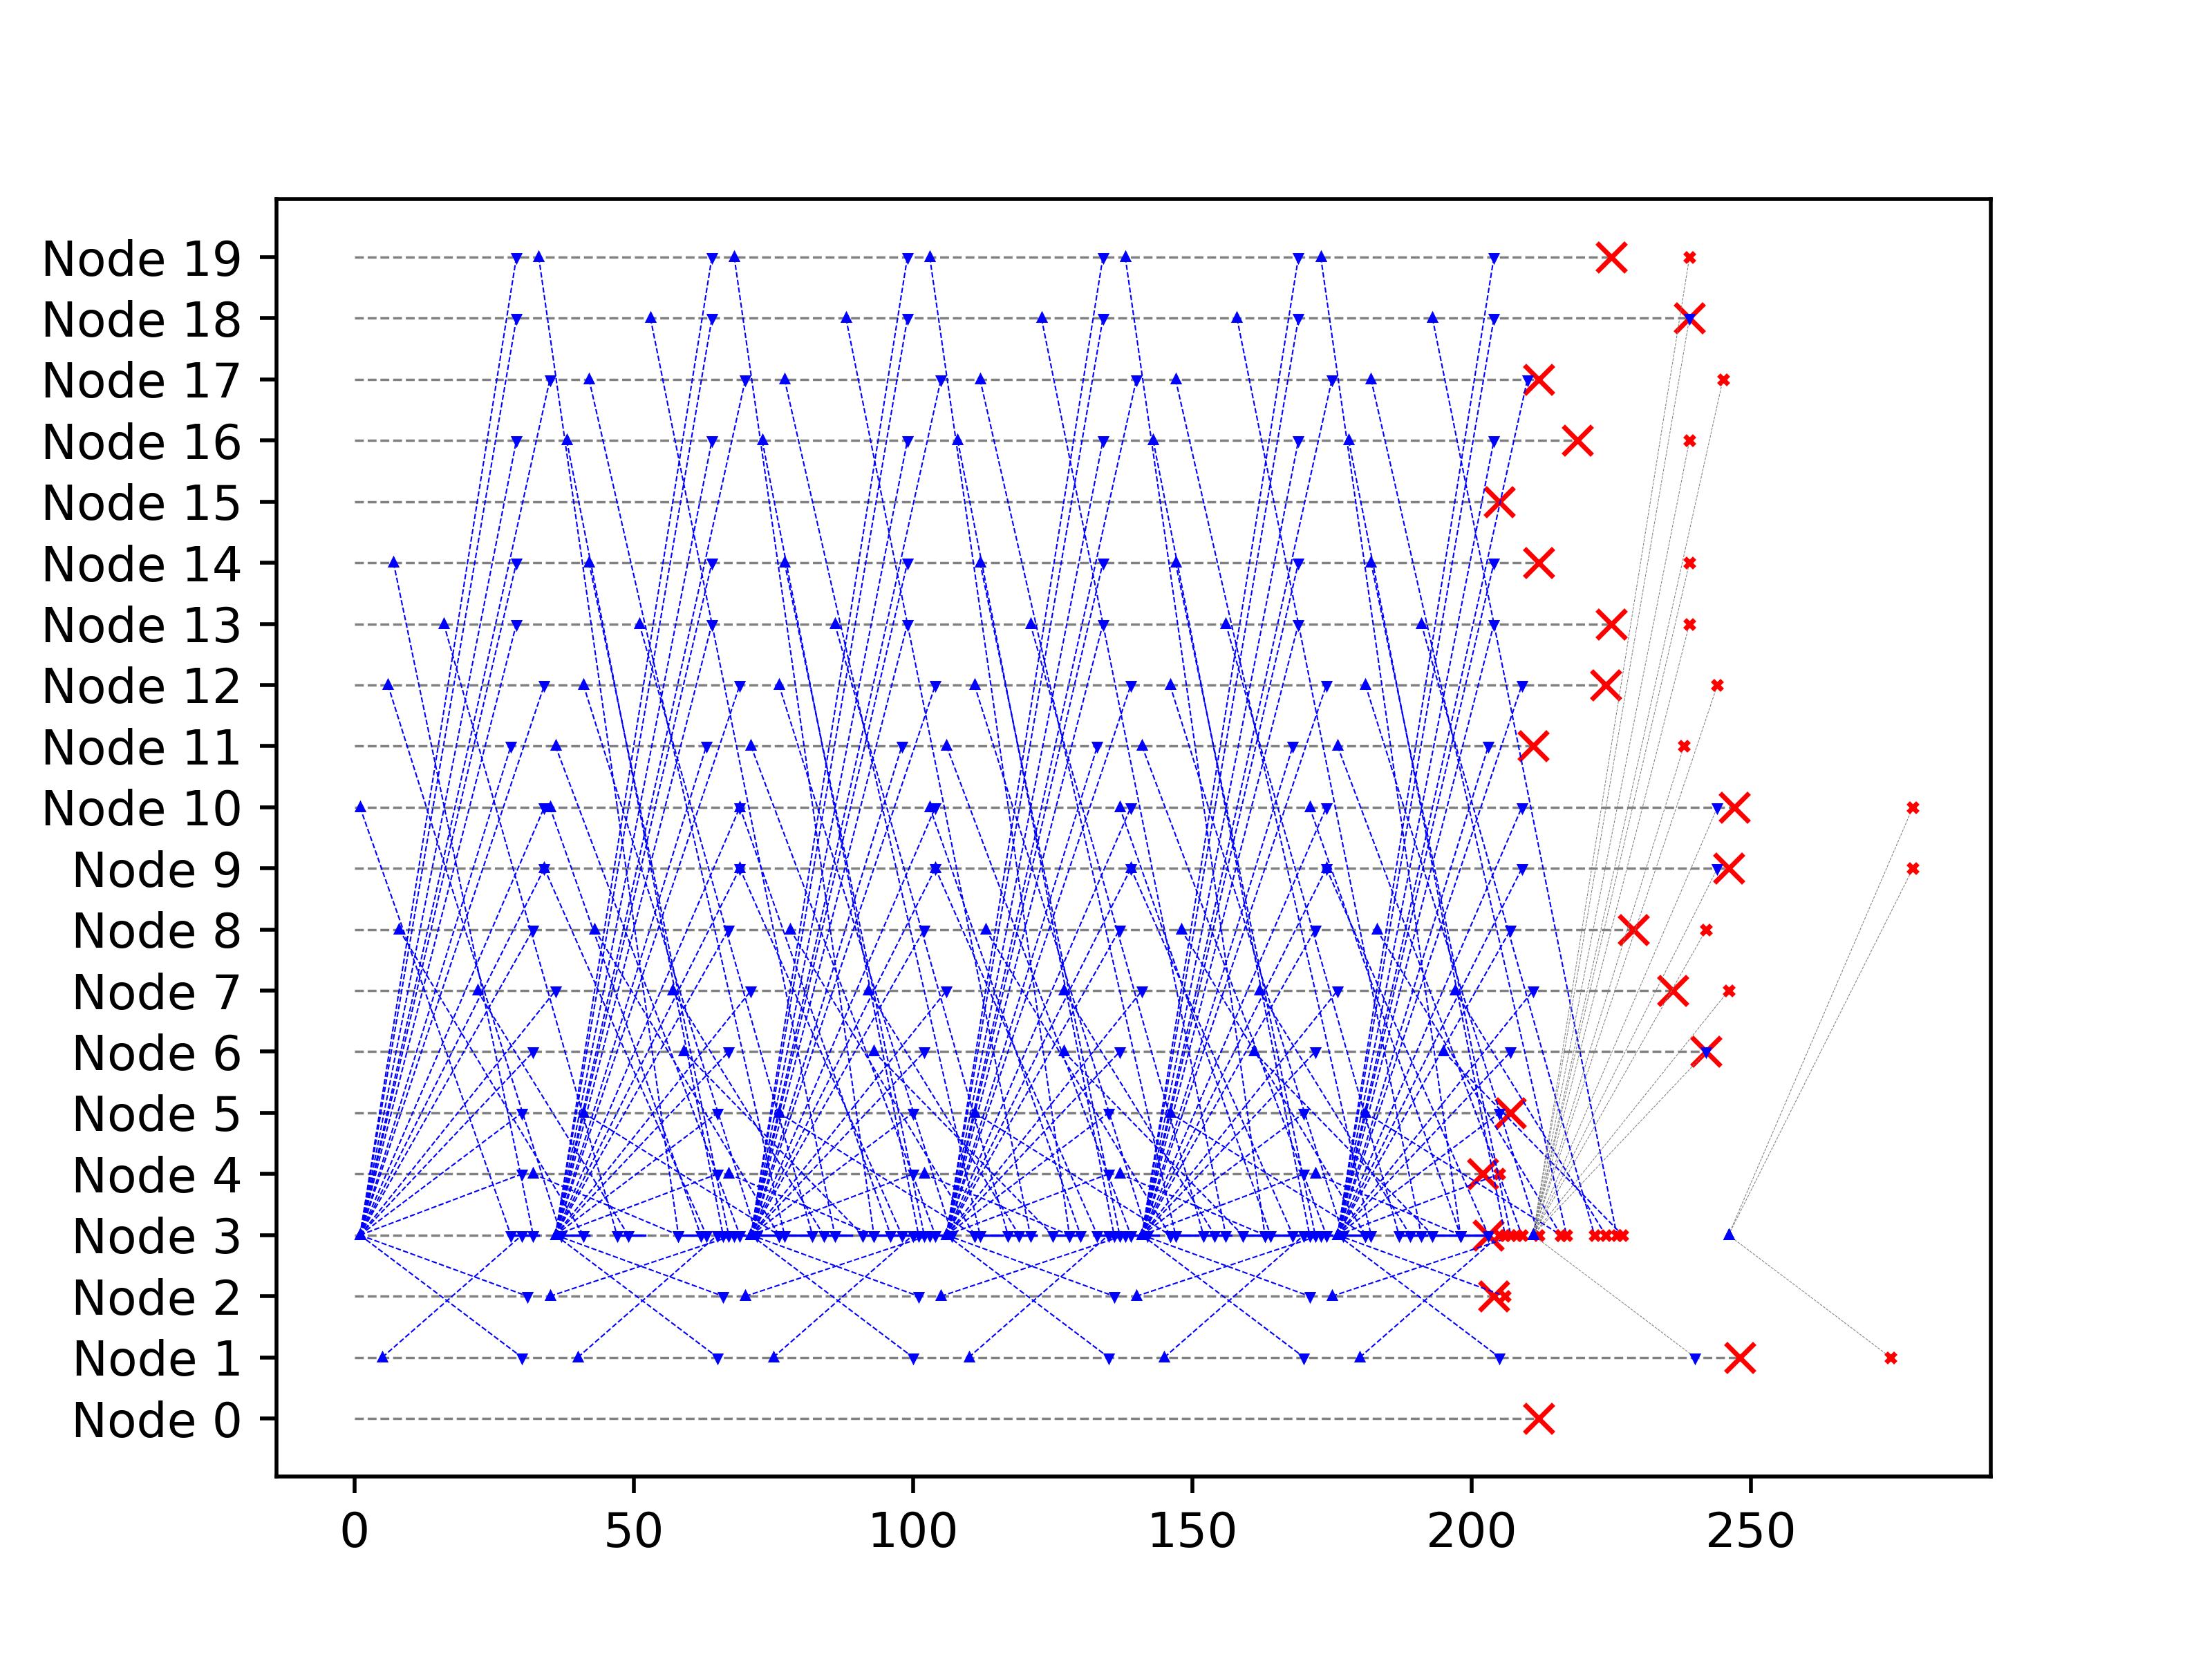 Node 19
Node 18
Node 17
Node 16
Node 15
Node 14
Node 13
Node 12
Node 11
Node 10
Node 9
Node 8
Node 7
Node 6
Node 5
Node 4
Node 3
Node 2
Node 1
Node 0
0 50 100 150 200 250